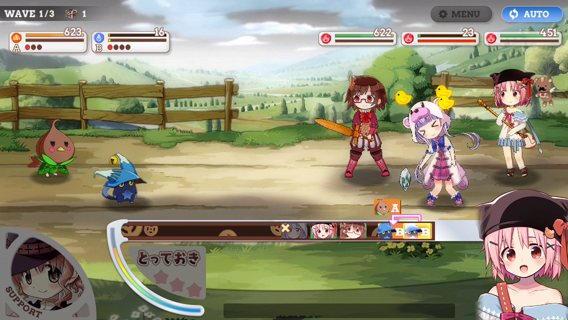 WAVE 1/3 1
MENU
AUTO
623
A
16
B
622
23
451
A
B
B
とっておき
SUPPORT